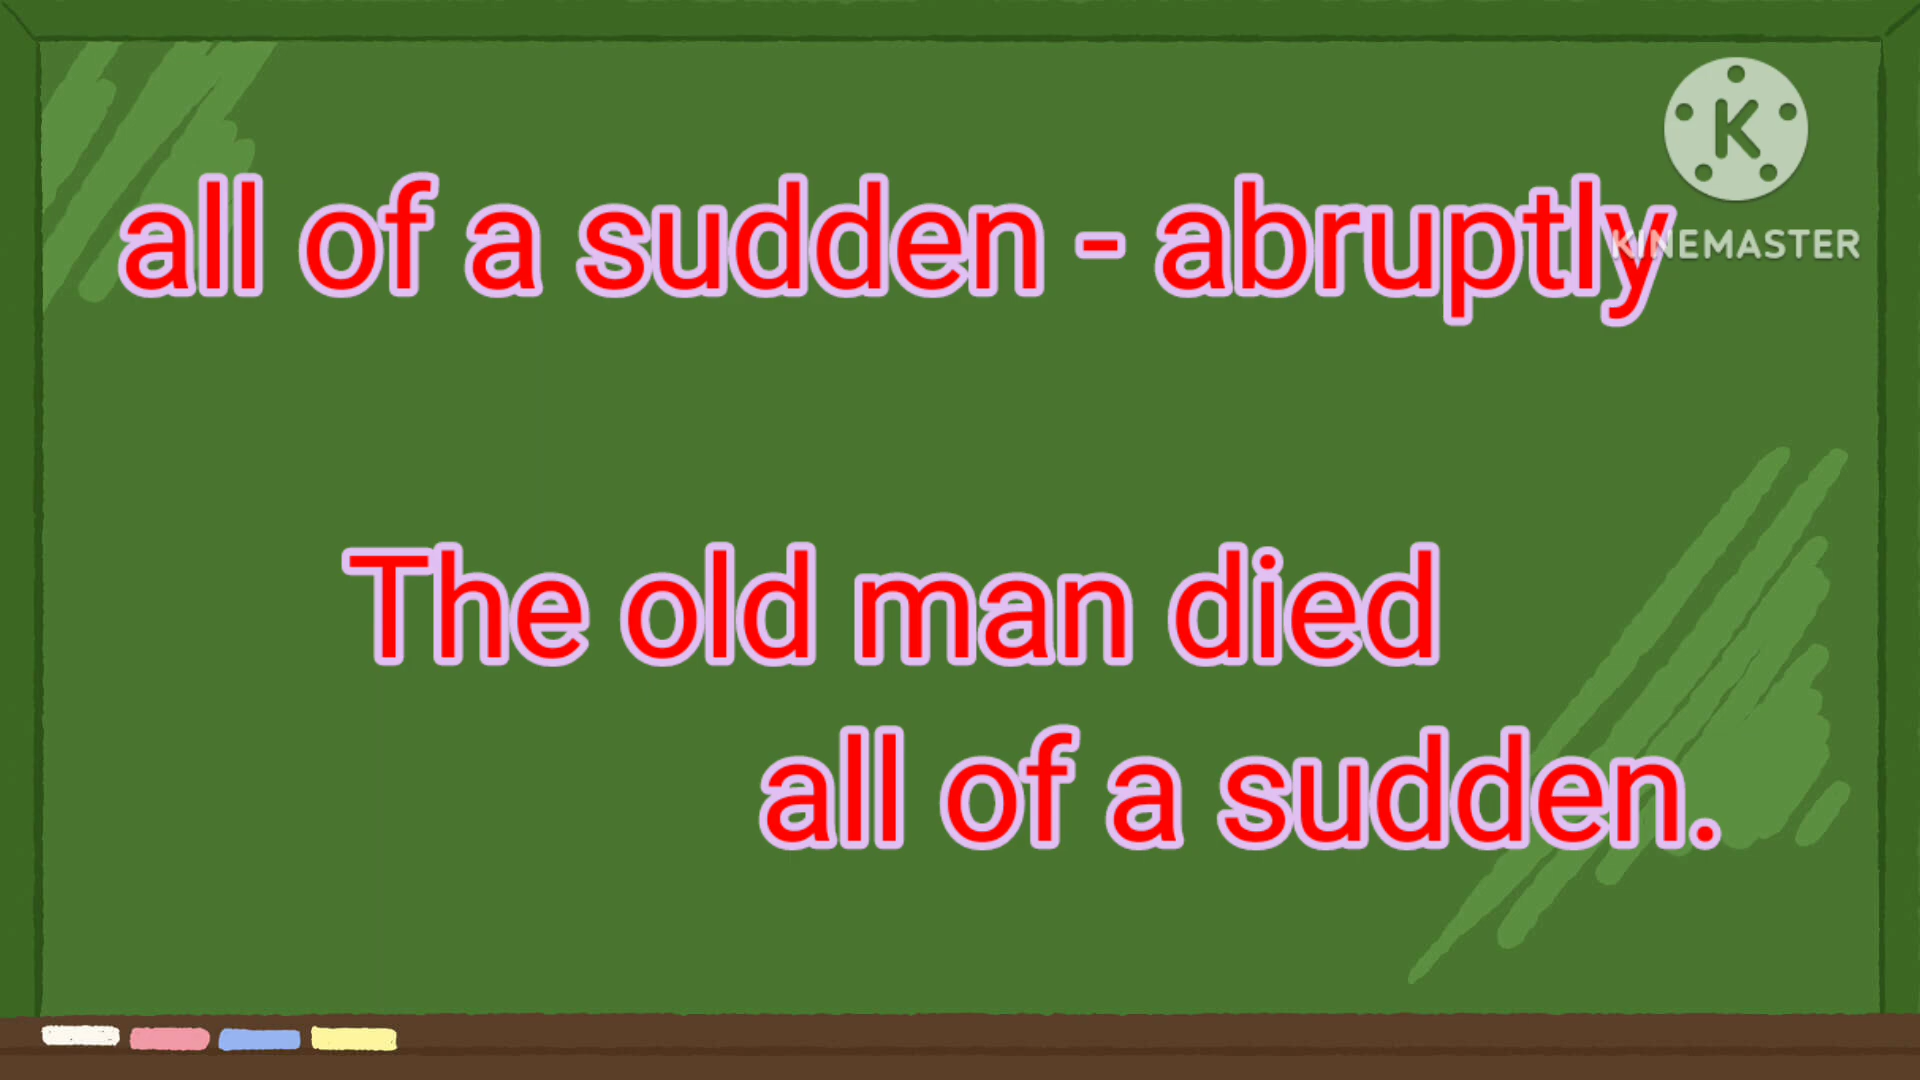 all of a sudden - abruptly
K
KINEMASTER
The old man died
all of a sudden.